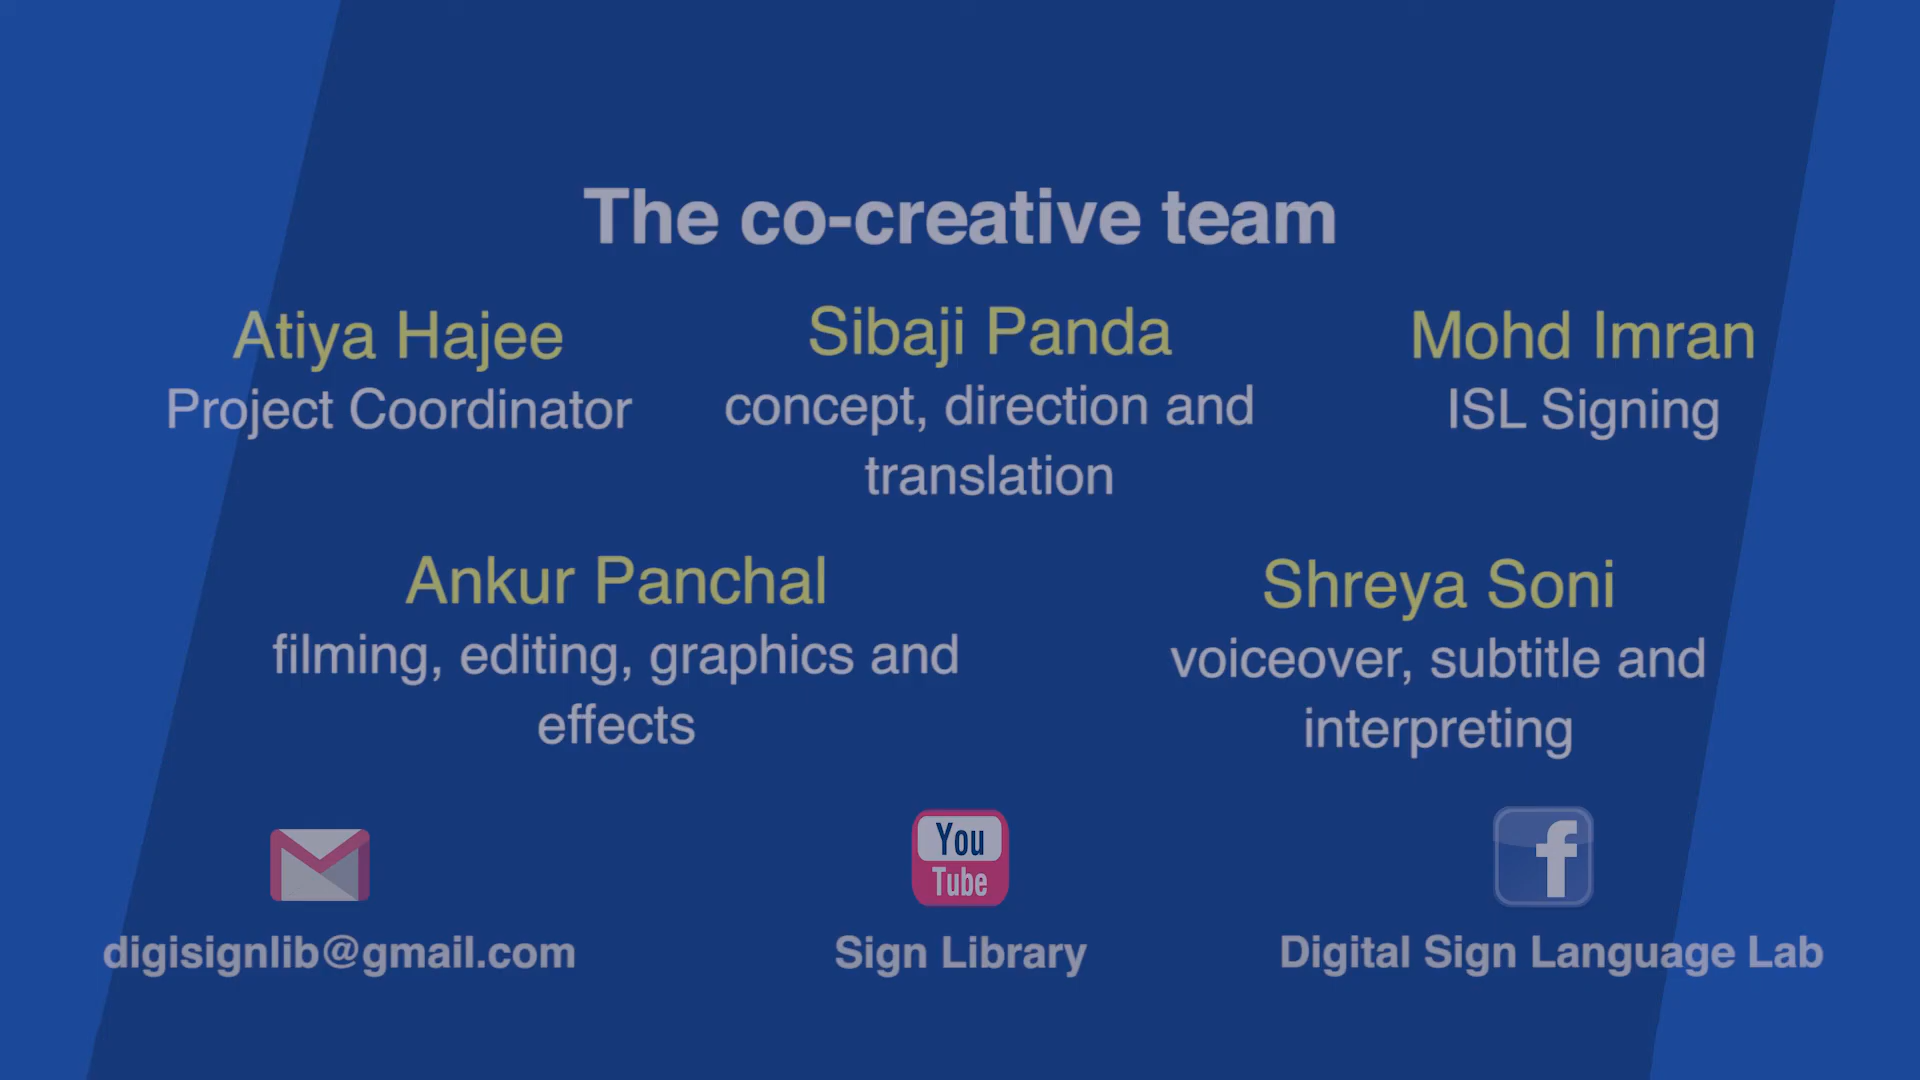 The co-creative team
Atiya Hajee
Project Coordinator
Sibaji Panda
concept, direction and
translation
Mohd Imran
ISL Signing
Ankur Panchal
filming, editing, graphics and
effects
Shreya Soni
voiceover, subtitle and
interpreting
You
Tube
f
digisignlib@gmail.com
Sign Library
Digital Sign Language Lab